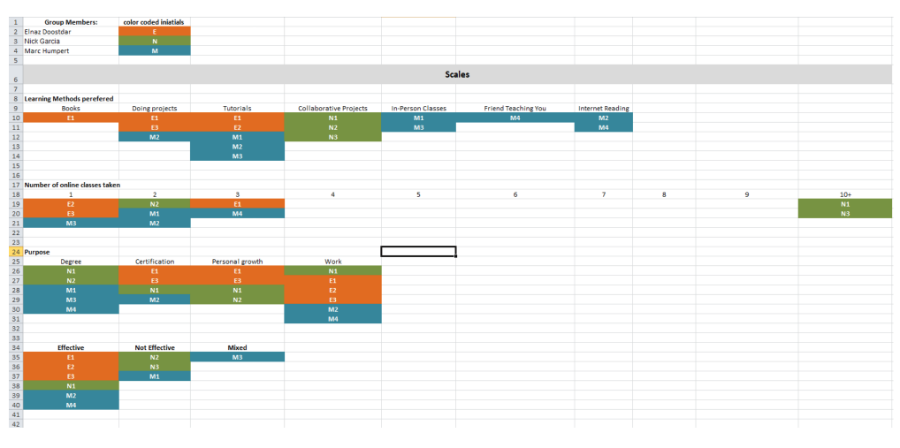 1 Group Members: color coded iniatials
2 Elnaz Doostdar E
3 Nick Garcia N
4 Marc Humpert M
5
6 Scales
7
8 Learning Methods perefered
9 Books Doing projects Tutorials Collaborative Projects In-Person Classes Friend Teaching You Internet Reading
10 E1 E1 E1 N1 M1 M4 M2
11 E3 E2 N2 M3 M4
12 M2 M1 N3
13 M2
14 M3
15
16
17 Number of online classes taken
18 1 2 3 4 5 6 7 8 9 10+
19 E2 N2 E1 N1
20 E3 M1 M4 N3
21 M3 M2
22
23
24 Purpose
25 Degree Certification Personal growth Work
26 N1 E1 E1 N1
27 N2 E3 E3 E1
28 M1 N1 N1 E2
29 M3 M2 N2 E3
30 M4 M2
31 M4
32
33
34 Effective Not Effective Mixed
35 E1 N2 M3
36 E2 N3
37 E3 M1
38 N1
39 M2
40 M4
41
42